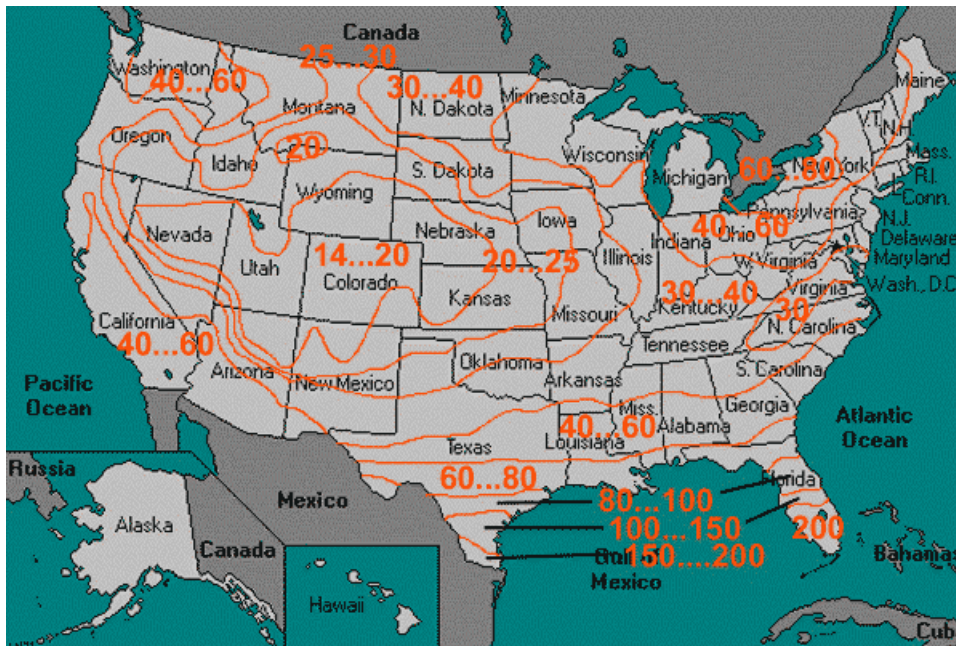 Canada
25...30
Washington
40...60
Montana
30...40
N. Dakota
Minnesota
Maine
Oregon
Idaho
20
Wyoming
S. Dakota
Wisconsin
Michigan
60...80
New York
V.T.
N.H.
Mass.
R.I.
Conn.
Nevada
Utah
14...20
Colorado
Nebraska
Iowa
20...25
Kansas
Illinois
Indiana
40...60
Ohio
Pennsylvania
N.J.
Delaware
Maryland
W. Virginia
Virginia
Wash., D.C
California
40...60
Missouri
30...40
Kentucky
30
N. Carolina
Tennessee
Pacific
Ocean
Arizona
New Mexico
Oklahoma
Arkansas
S. Carolina
Georgia
Atlantic
Ocean
Texas
Miss.
Alabama
40...60
Louisiana
60...80
Florida
80...100
100...150
200
150....200
Gulf
Mexico
Bahamas
Cub
Russia
Alaska
Canada
Mexico
Hawaii